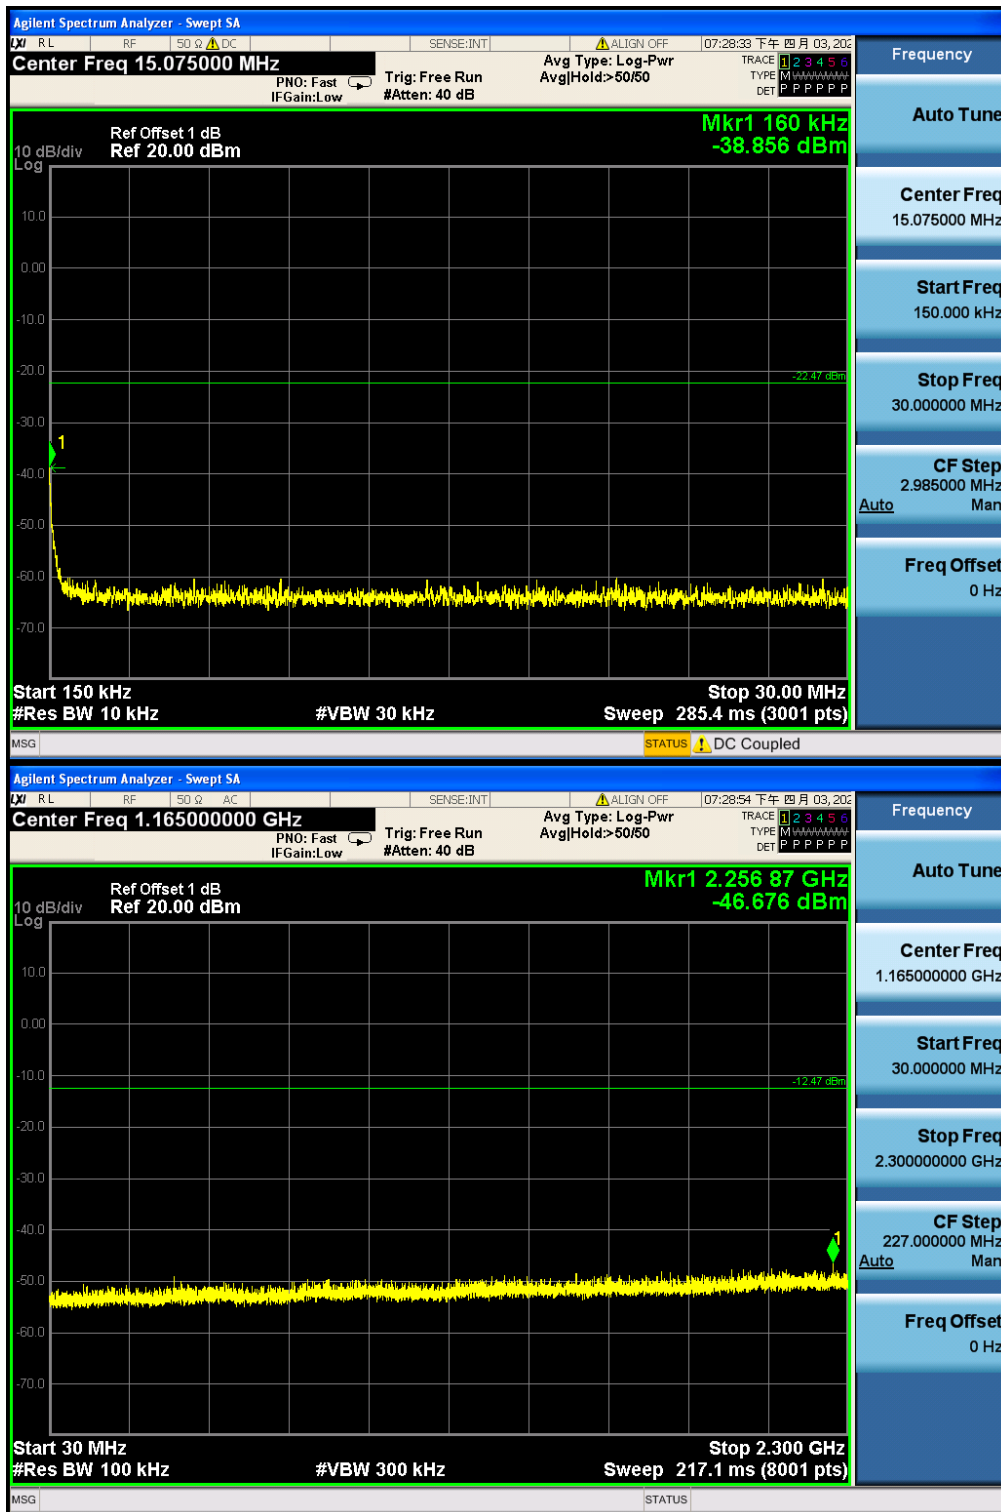 Agilent Spectrum Analyzer - Swept SA
LXI RL RF 50 Ω DC SENSE:INT ALIGN OFF 07:28:33 下午 四月 03, 202
Center Freq 15.075000 MHz
PNO: Fast
IFGain:Low
Trig: Free Run
#Atten: 40 dB
Avg Type: Log-Pwr
Avg|Hold:>50/50
TRACE 1 2 3 4 5 6
TYPE M
DET P P P P P P
Frequency
Auto Tune
Center Freq
15.075000 MHz
Start Freq
150.000 kHz
Stop Freq
30.000000 MHz
CF Step
2.985000 MHz
Auto Man
Freq Offset
0 Hz
Mkr1 160 kHz
-38.856 dBm
Ref Offset 1 dB
10 dB/div Ref 20.00 dBm
Log
10.0
0.00
-10.0
-20.0
-22.47 dBm
-30.0
1
-40.0
-50.0
-60.0
-70.0
Start 150 kHz Stop 30.00 MHz
#Res BW 10 kHz #VBW 30 kHz Sweep 285.4 ms (3001 pts)
MSG STATUS DC Coupled
Agilent Spectrum Analyzer - Swept SA
LXI RL RF 50 Ω AC SENSE:INT ALIGN OFF 07:28:54 下午 四月 03, 202
Center Freq 1.165000000 GHz
PNO: Fast
IFGain:Low
Trig: Free Run
#Atten: 40 dB
Avg Type: Log-Pwr
Avg|Hold:>50/50
TRACE 1 2 3 4 5 6
TYPE M
DET P P P P P P
Frequency
Auto Tune
Center Freq
1.165000000 GHz
Start Freq
30.000000 MHz
Stop Freq
2.300000000 GHz
CF Step
227.000000 MHz
Auto Man
Freq Offset
0 Hz
Mkr1 2.256 87 GHz
-46.676 dBm
Ref Offset 1 dB
10 dB/div Ref 20.00 dBm
Log
10.0
0.00
-10.0
-12.47 dBm
-20.0
-30.0
-40.0
1
-50.0
-60.0
-70.0
Start 30 MHz Stop 2.300 GHz
#Res BW 100 kHz #VBW 300 kHz Sweep 217.1 ms (8001 pts)
MSG STATUS